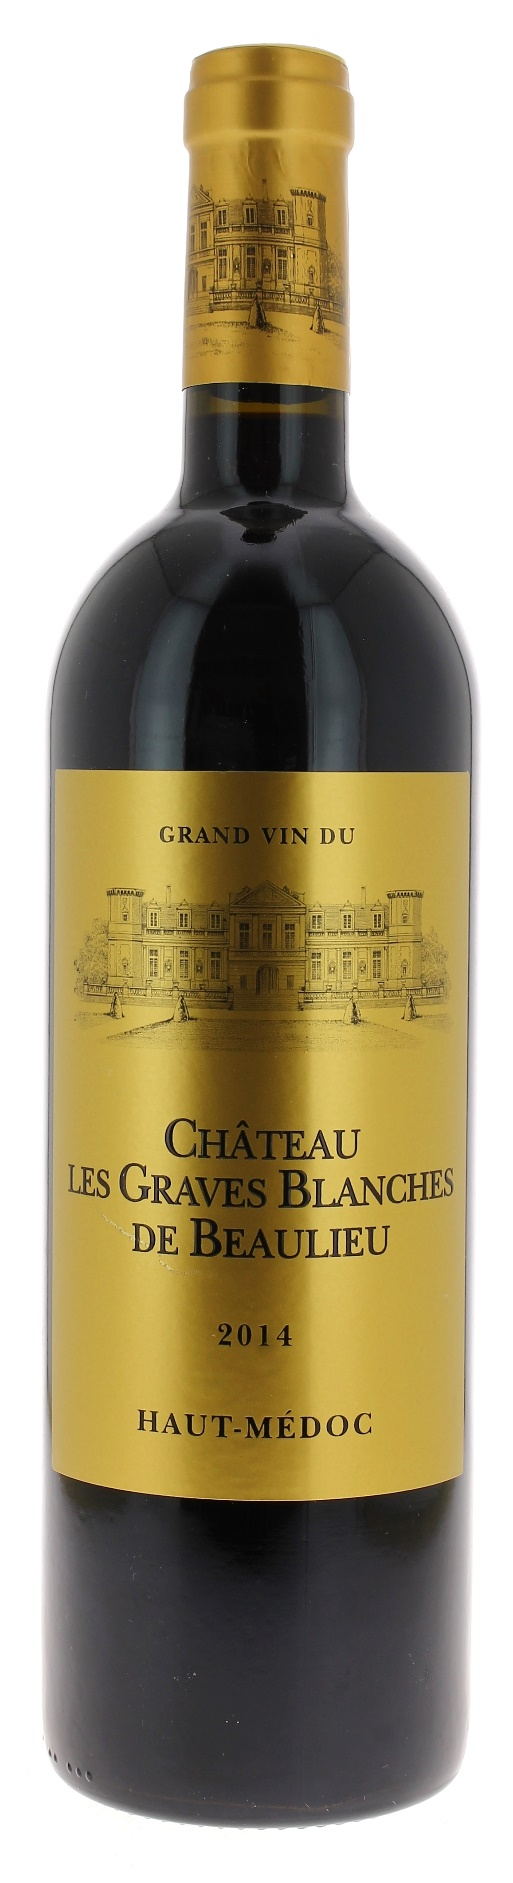 GRAND VIN DU
CHÂTEAU
LES GRAVES BLANCHES
DE BEAULIEU
2014
HAUT-MÉDOC